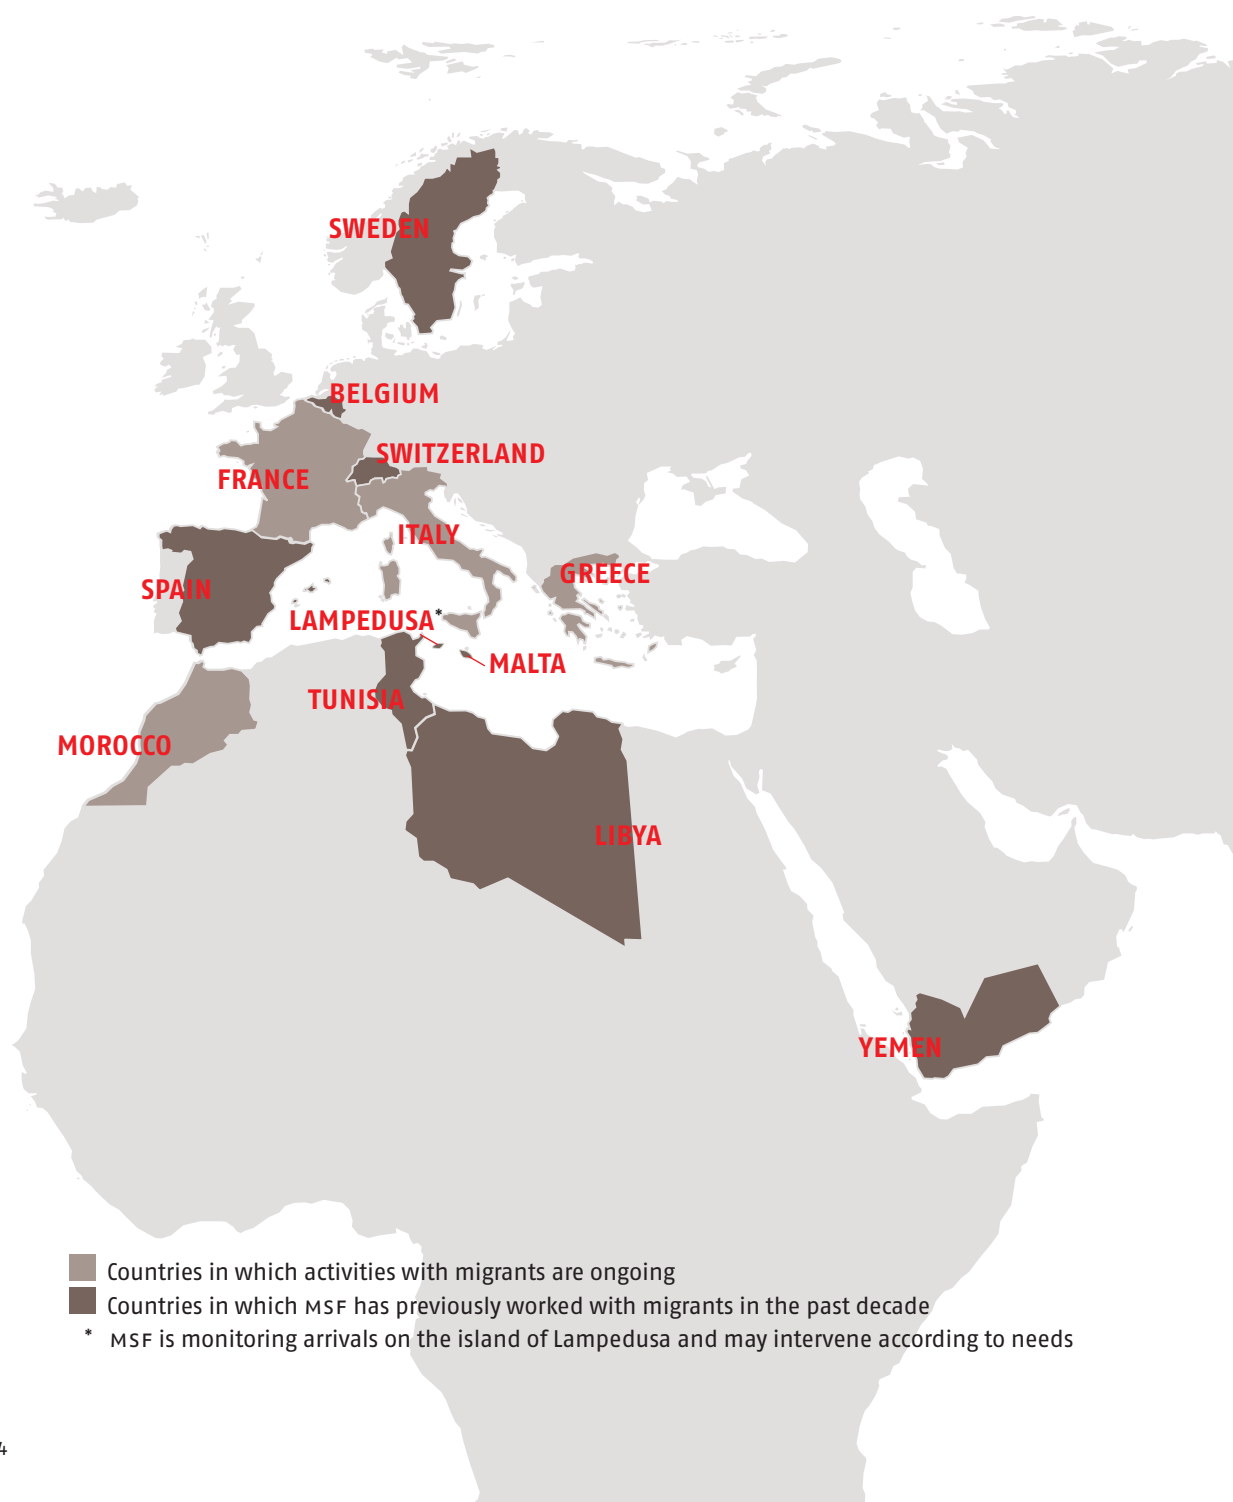 SWEDEN
BELGIUM
SWITZERLAND
FRANCE
ITALY
GREECE
SPAIN
LAMPEDUSA*
MALTA
TUNISIA
MOROCCO
LIBYA
YEMEN
Countries in which activities with migrants are ongoing
Countries in which MSF has previously worked with migrants in the past decade
* MSF is monitoring arrivals on the island of Lampedusa and may intervene according to needs
4